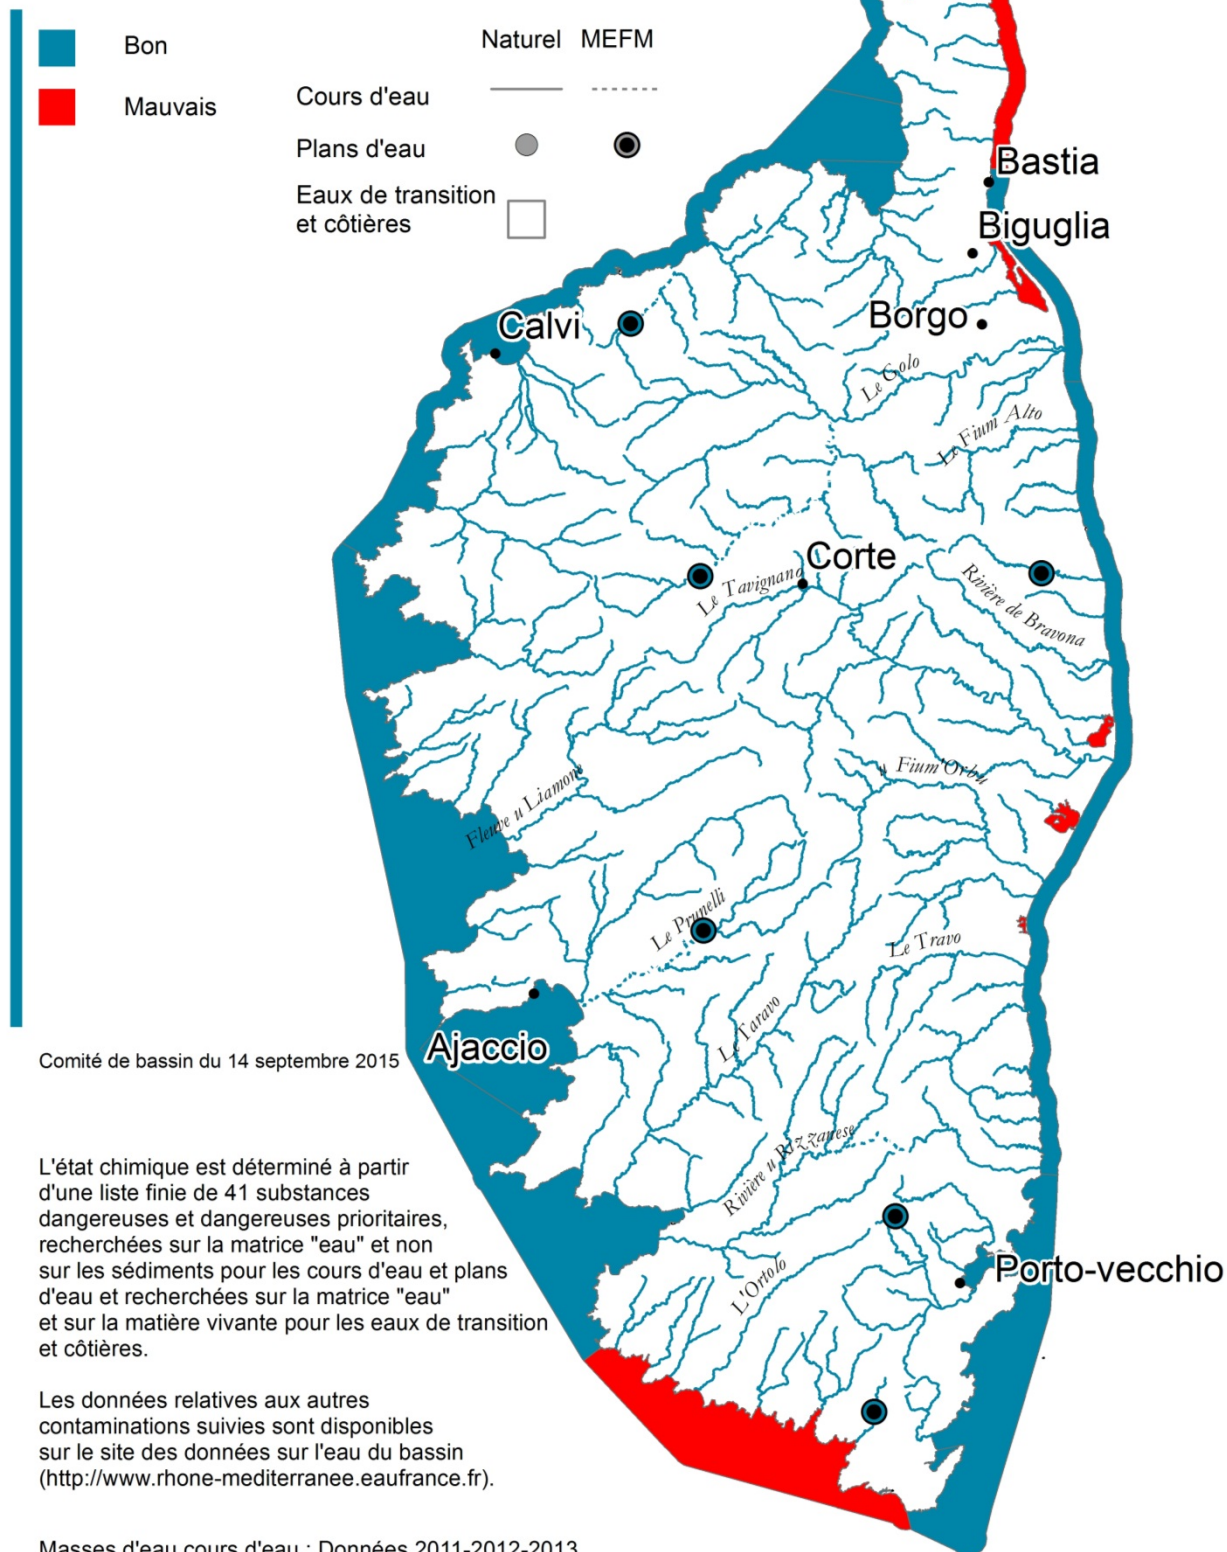 Bon
Mauvais
Naturel MEFM
Cours d'eau
Plans d'eau
Eaux de transition
et côtières
Bastia
Biguglia
Borgo
Calvi
Le Golo
Le Fium Alto
Corte
Le Tavignano
Rivière de Bravona
u Fium'Orbu
Fleuve u Liamone
Le Prunelli
Le Travo
Ajaccio
Le Taravo
Rivière u Rizzanese
L'Ortolo
Porto-vecchio
Comité de bassin du 14 septembre 2015
L'état chimique est déterminé à partir
d'une liste finie de 41 substances
dangereuses et dangereuses prioritaires,
recherchées sur la matrice "eau" et non
sur les sédiments pour les cours d'eau et plans
d'eau et recherchées sur la matrice "eau"
et sur la matière vivante pour les eaux de transition
et côtières.
Les données relatives aux autres
contaminations suivies sont disponibles
sur le site des données sur l'eau du bassin
(http://www.rhone-mediterranee.eaufrance.fr).
Masses d'eau cours d'eau : Données 2011-2012-2013